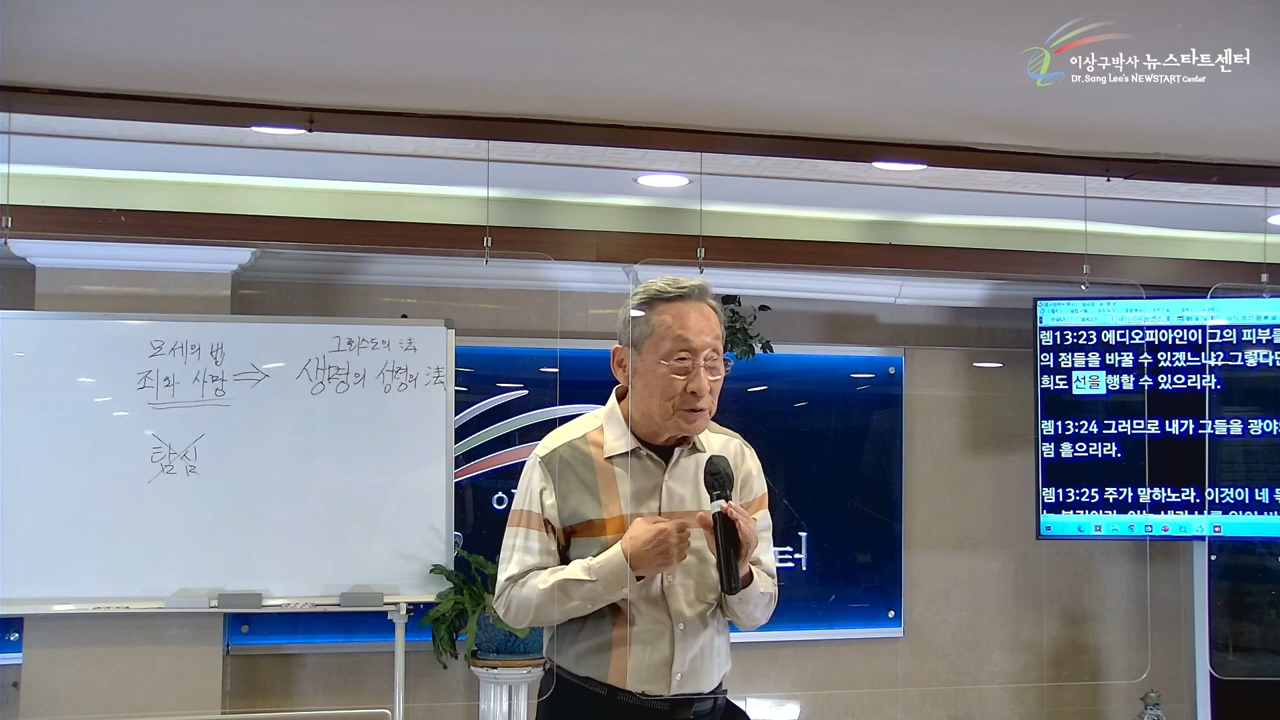 이상구박사 뉴스타트센터
Dr. Sang Lee's NEWSTART Center
모세의 법
죄와 사망 ⇒
탐심
그리스도의 法
생명의 성령의 法
렘13:23 에디오피아인이 그의 피부를
의 점들을 바꿀 수 있겠느냐? 그렇다면
희도 선을 행할 수 있으리라.
렘13:24 그러므로 내가 그들을 광야
럼 흩으리라.
렘13:25 주가 말하노라. 이것이 네 몫
터